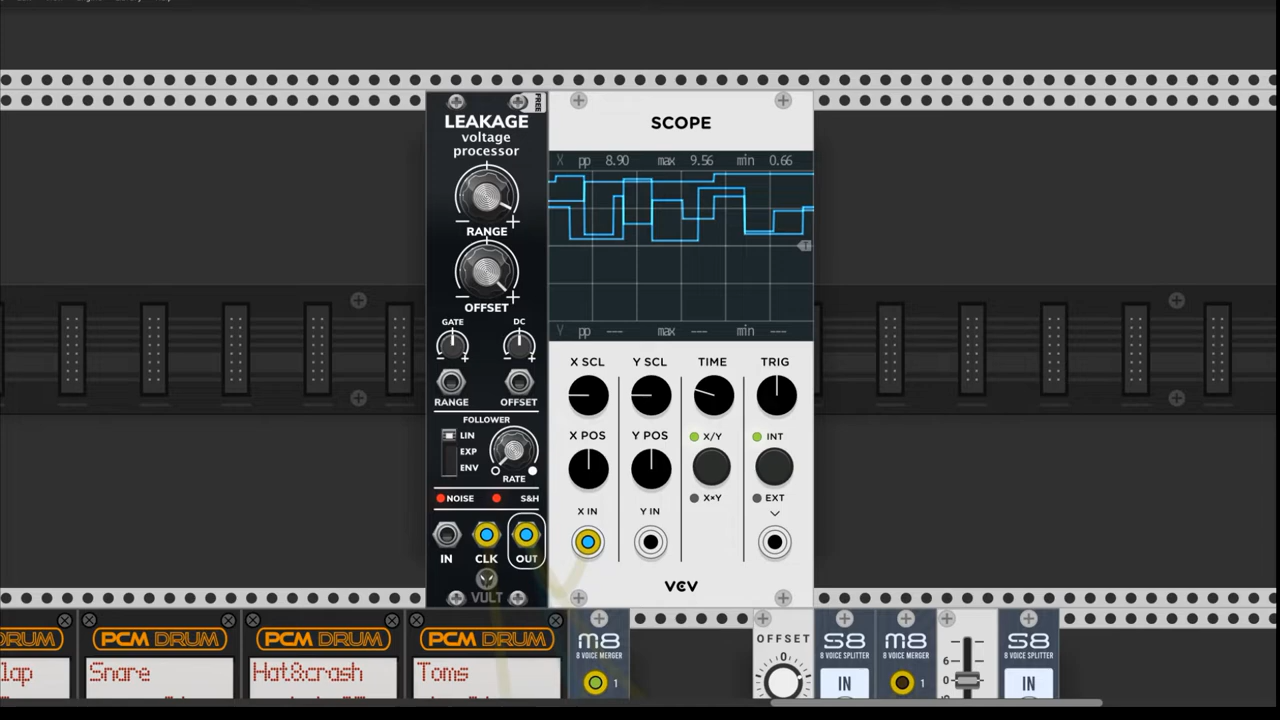 FREE
LEAKAGE
voltage
processor
RANGE
OFFSET
GATE
DC
RANGE
OFFSET
FOLLOWER
LIN
EXP
ENV
RATE
NOISE
S&H
IN
CLK
OUT
VULT
SCOPE
X pp 8.90 max 9.56 min 0.66
T
Y pp --- max --- min ---
X SCL Y SCL TIME TRIG
X POS Y POS
X/Y
INT
X×Y
EXT
X IN Y IN
VCV
DRUM
lap
PCM DRUM
Snare
PCM DRUM
Hat&crash
PCM DRUM
Toms
M8
8 VOICE MERGER
1
OFFSET
0
S8
8 VOICE SPLITTER
IN
M8
8 VOICE MERGER
1
6
0
S8
8 VOICE SPLITTER
IN